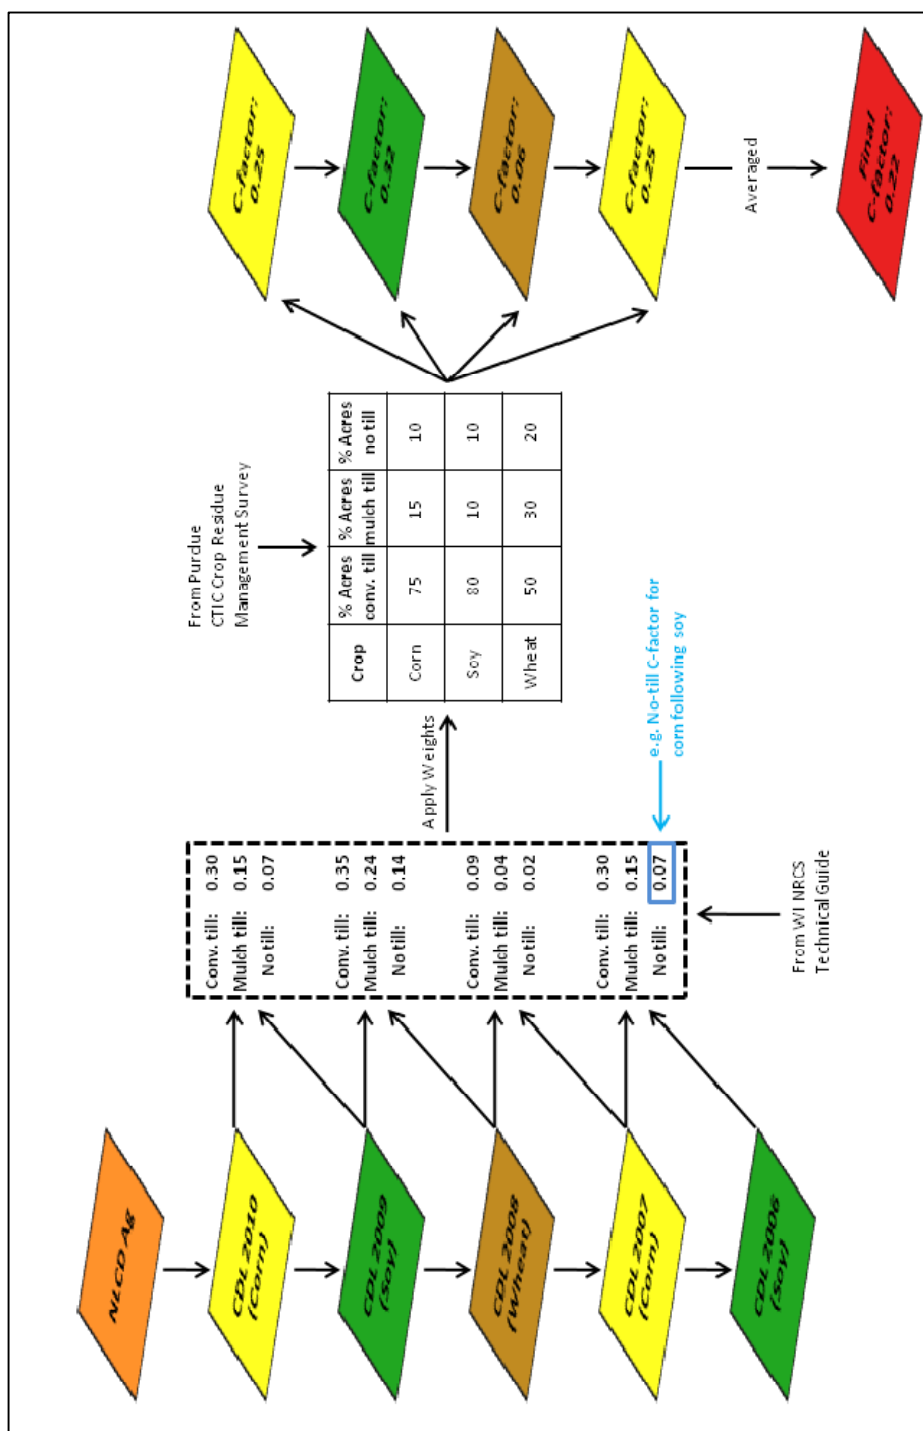 NLCD Ag
CDL 2010
(Corn)
CDL 2009
(Soy)
CDL 2008
(Wheat)
CDL 2007
(Corn)
CDL 2006
(Soy)
Conv. till: 0.30
Mulch till: 0.15
No till: 0.07
Conv. till: 0.35
Mulch till: 0.24
No till: 0.14
Conv. till: 0.09
Mulch till: 0.04
No till: 0.02
Conv. till: 0.30
Mulch till: 0.15
No till: 0.07
From WI NRCS
Technical Guide
e.g. No-till C-factor for
corn following soy
Apply Weights
From Purdue
CTIC Crop Residue
Management Survey
Crop % Acres conv. till % Acres mulch till % Acres no till
Corn 75 15 10
Soy 80 10 10
Wheat 50 30 20
C-factor:
0.25
C-factor:
0.32
C-factor:
0.06
C-factor:
0.25
Averaged
Final
C-factor:
0.22